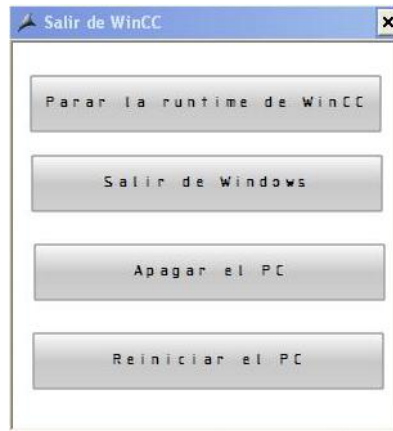 Salir de WinCC
Parar la runtime de WinCC
Salir de Windows
Apagar el PC
Reiniciar el PC